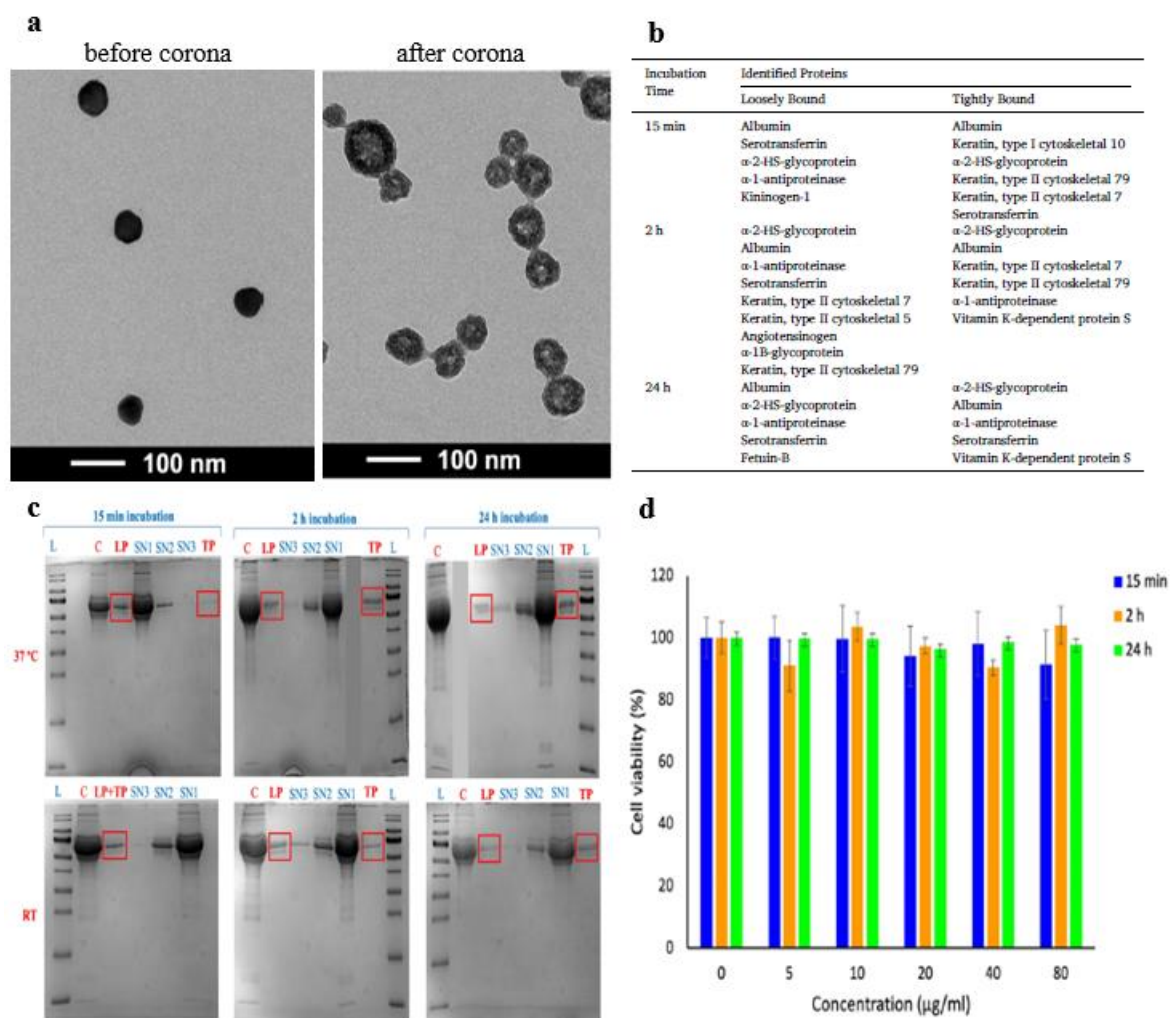 a
before corona after corona
100 nm 100 nm
b
Incubation Time Identified Proteins
Loosely Bound Tightly Bound
15 min Albumin Albumin
Serotransferrin Keratin, type I cytoskeletal 10
α-2-HS-glycoprotein α-2-HS-glycoprotein
α-1-antiproteinase Keratin, type II cytoskeletal 79
Kininogen-1 Keratin, type II cytoskeletal 7
Serotransferrin
2 h α-2-HS-glycoprotein α-2-HS-glycoprotein
Albumin Albumin
α-1-antiproteinase Keratin, type II cytoskeletal 7
Serotransferrin Keratin, type II cytoskeletal 79
Keratin, type II cytoskeletal 7 α-1-antiproteinase
Keratin, type II cytoskeletal 5 Vitamin K-dependent protein S
Angiotensinogen
α-1B-glycoprotein
Keratin, type II cytoskeletal 79
24 h Albumin α-2-HS-glycoprotein
α-2-HS-glycoprotein Albumin
α-1-antiproteinase α-1-antiproteinase
Serotransferrin Serotransferrin
Fetuin-B Vitamin K-dependent protein S
c
15 min incubation 2 h incubation 24 h incubation
L C LP SN1 SN2 SN3 TP C LP SN3 SN2 SN1 TP L C LP SN3 SN2 SN1 TP L
37 °C
L C LP+TP SN3 SN2 SN1 C LP SN3 SN2 SN1 TP L C LP SN3 SN2 SN1 TP L
RT
d
Cell viability (%)
120
100
80
60
40
20
0
0 5 10 20 40 80
Concentration (µg/ml)
15 min
2 h
24 h